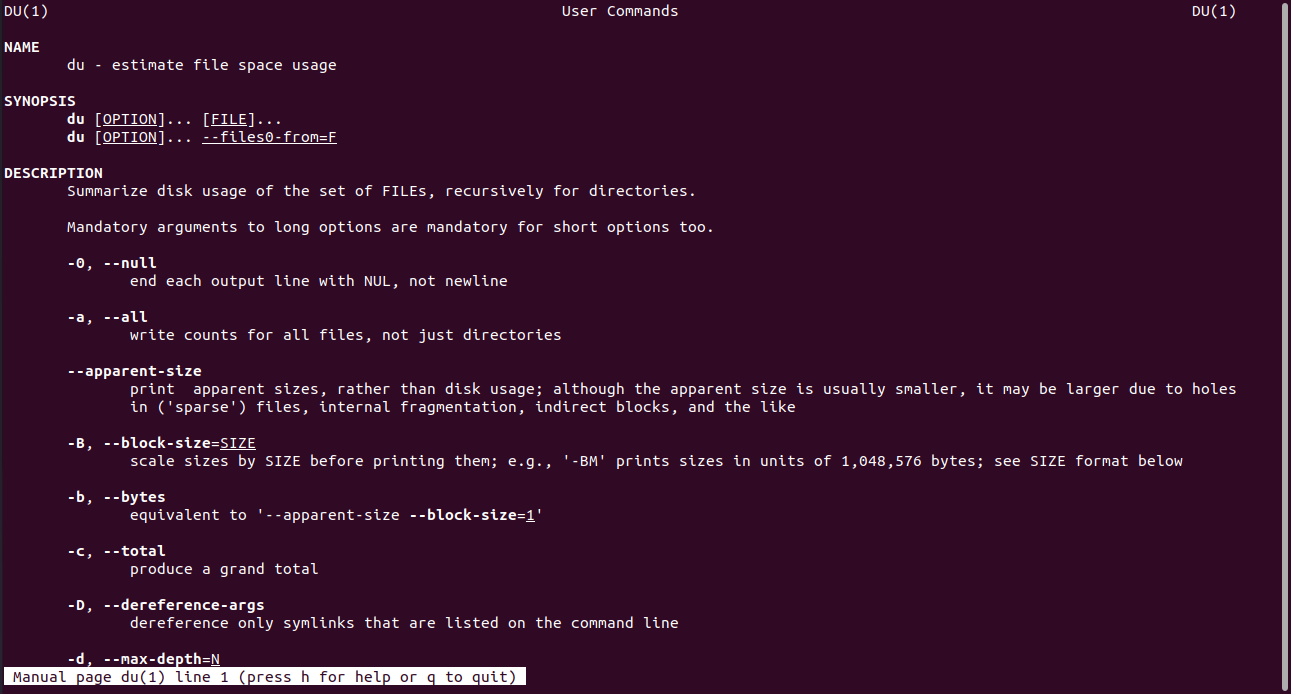 DU(1) User Commands DU(1)
NAME
du - estimate file space usage
SYNOPSIS
du [OPTION]... [FILE]...
du [OPTION]... --files0-from=F
DESCRIPTION
Summarize disk usage of the set of FILEs, recursively for directories.
Mandatory arguments to long options are mandatory for short options too.
-0, --null
end each output line with NUL, not newline
-a, --all
write counts for all files, not just directories
--apparent-size
print  apparent sizes, rather than disk usage; although the apparent size is usually smaller, it may be larger due to holes
in ('sparse') files, internal fragmentation, indirect blocks, and the like
-B, --block-size=SIZE
scale sizes by SIZE before printing them; e.g., '-BM' prints sizes in units of 1,048,576 bytes; see SIZE format below
-b, --bytes
equivalent to '--apparent-size --block-size=1'
-c, --total
produce a grand total
-D, --dereference-args
dereference only symlinks that are listed on the command line
-d, --max-depth=N
Manual page du(1) line 1 (press h for help or q to quit)